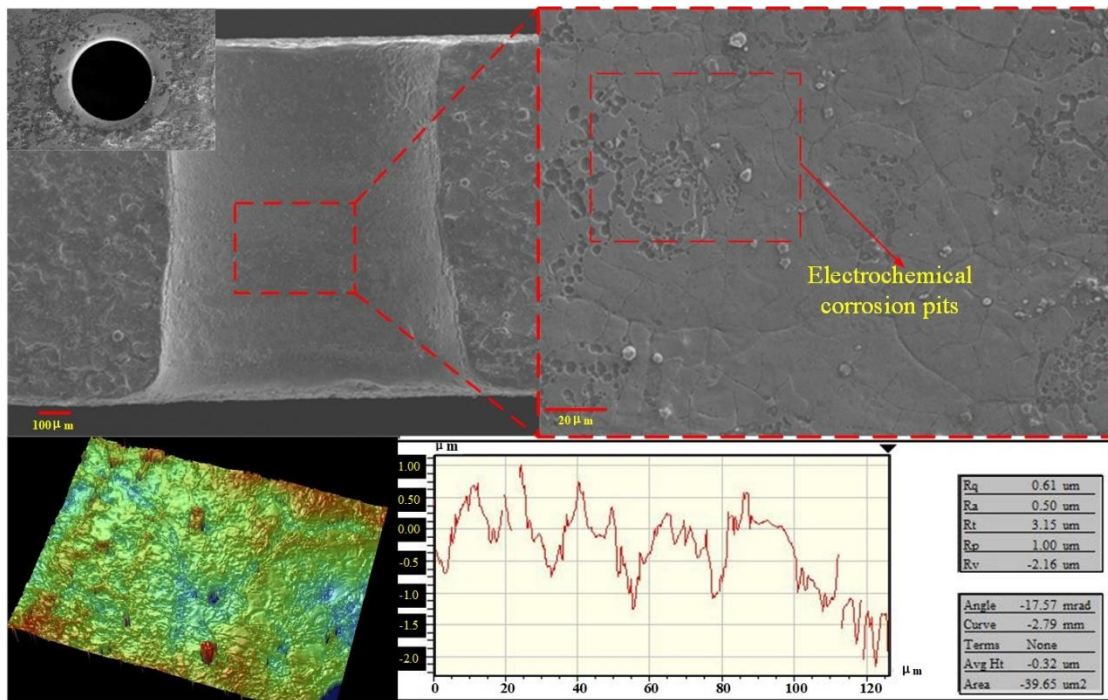 Electrochemical
corrosion pits
100μm
20μm
μm
1.00
0.50
0.00
-0.5
-1.0
-1.5
-2.0
0
20
40
60
80
100
120
μm
Rq 0.61 um
Ra 0.50 um
Rt 3.15 um
Rp 1.00 um
Rv -2.16 um
Angle -17.57 mrad
Curve -2.79 mm
Terms None
Avg Ht -0.32 um
Area -39.65 um2